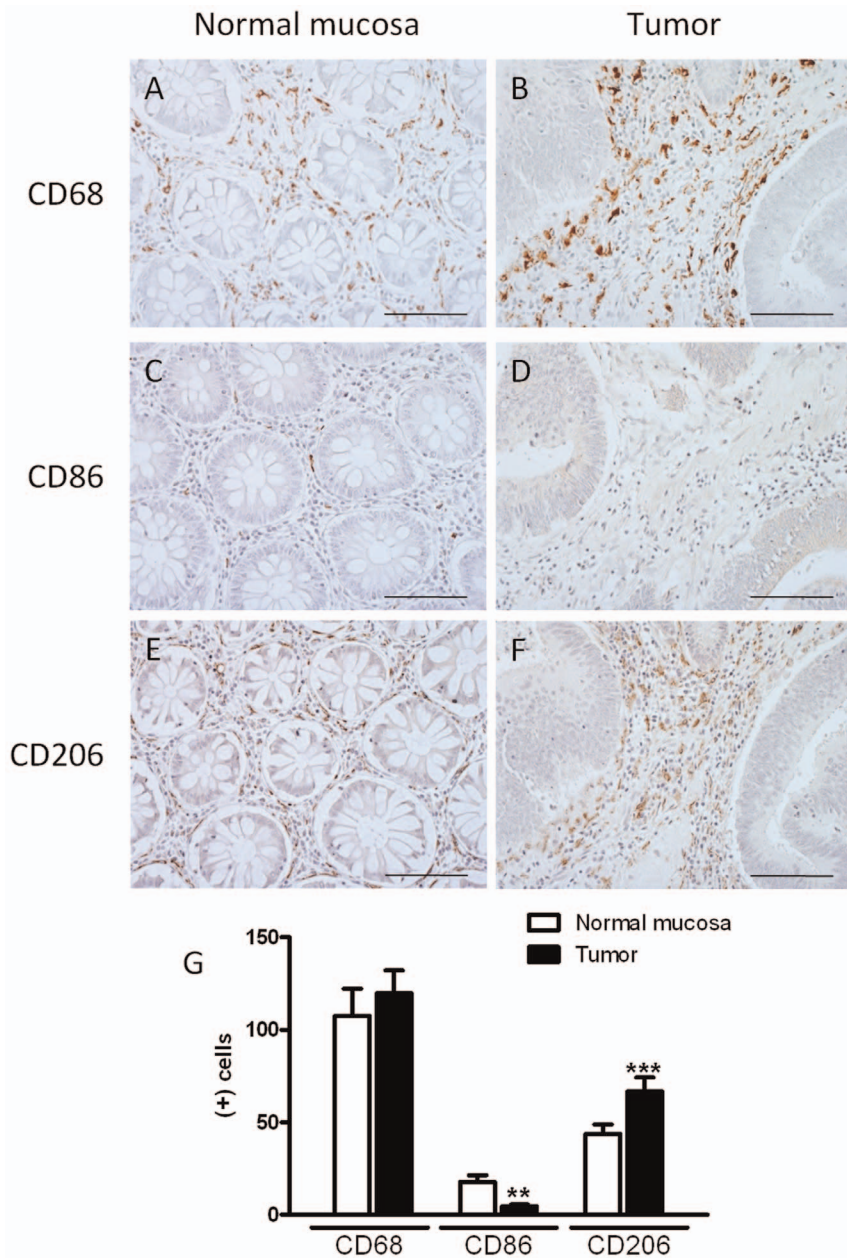 Normal mucosa Tumor
A B
CD68
C D
CD86
E F
CD206
G
Normal mucosa
Tumor
150
100
50
0
(+) cells
**
***
CD68 CD86 CD206